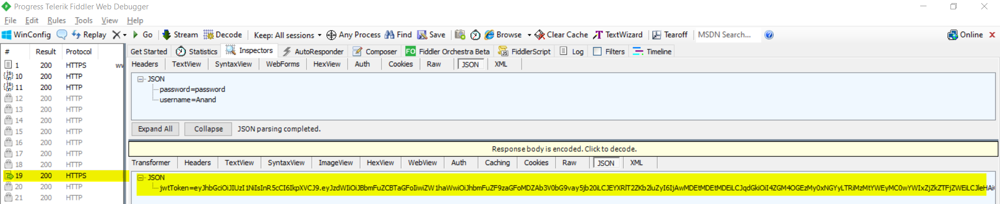 Progress Telerik Fiddler Web Debugger
File Edit Rules Tools View Help
WinConfig Replay Go Stream Decode Keep: All sessions Any Process Find Save Browse Clear Cache TextWizard Tearoff MSDN Search... Online
# Result Protocol
Get Started Statistics Inspectors AutoResponder Composer Fiddler Orchestra Beta FiddlerScript Log Filters Timeline
Headers TextView SyntaxView WebForms HexView Auth Cookies Raw JSON XML
1 200 HTTPS
10 200 HTTP
11 200 HTTP
12 200 HTTP
13 200 HTTP
14 200 HTTP
15 200 HTTP
16 200 HTTP
17 200 HTTP
18 200 HTTP
19 200 HTTPS
20 200 HTTP
21 200 HTTP
JSON
password=password
username=Anand
Expand All Collapse JSON parsing completed.
Response body is encoded. Click to decode.
Transformer Headers TextView SyntaxView ImageView HexView WebView Auth Caching Cookies Raw JSON XML
JSON